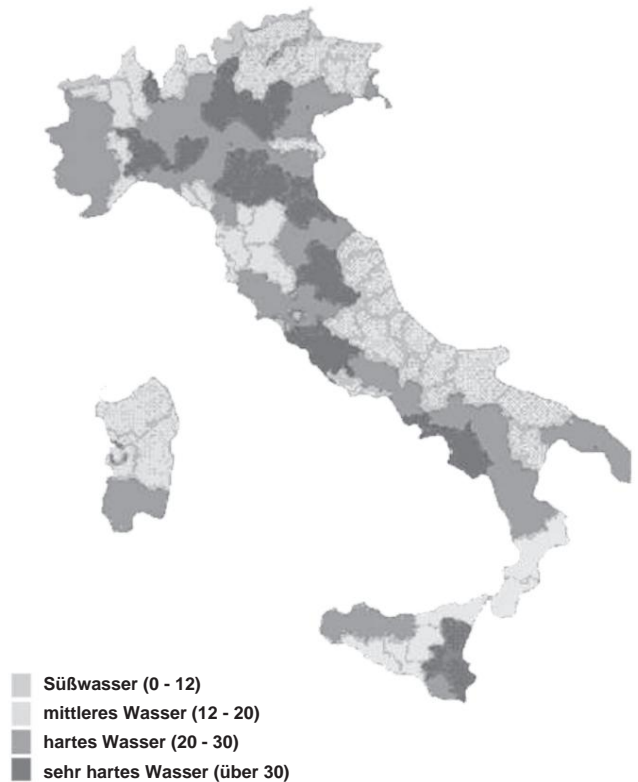 Süßwasser (0 - 12)
mittleres Wasser (12 - 20)
hartes Wasser (20 - 30)
sehr hartes Wasser (über 30)